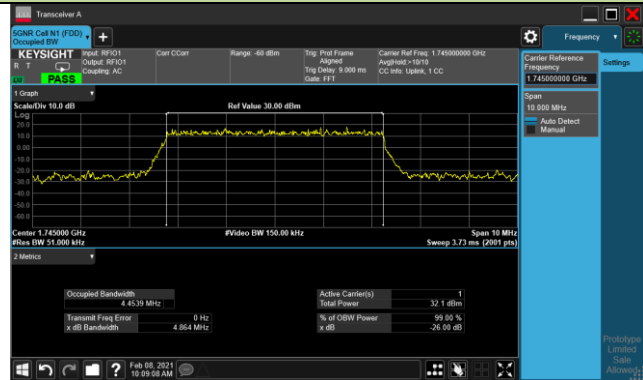 Transceiver A
5GNR Cell N1 (FDD)
Occupied BW
Frequency
KEYSIGHT
R T
PASS
Input: RFIO1
Output: RFIO1
Coupling: AC
Corr CCorr
Range: -60 dBm
Trig: Prot Frame
Aligned
Trig Delay: 9.000 ms
Gate: FFT
Carrier Ref Freq: 1.745000000 GHz
Avg|Hold:>10/10
CC Info: Uplink, 1 CC
Carrier Reference
Frequency
1.745000000 GHz
Settings
Span
10.000 MHz
Auto Detect
Manual
1 Graph
Scale/Div 10.0 dB
Ref Value 30.00 dBm
Log
20.0
10.0
0.00
-10.0
-20.0
-30.0
-40.0
-50.0
-60.0
Center 1.745000 GHz
#Video BW 150.00 kHz
Span 10 MHz
#Res BW 51.000 kHz
Sweep 3.73 ms (2001 pts)
2 Metrics
Occupied Bandwidth
4.4539 MHz
Transmit Freq Error 0 Hz
x dB Bandwidth 4.864 MHz
Active Carrier(s) 1
Total Power 32.1 dBm
% of OBW Power 99.00 %
x dB -26.00 dB
Prototype
Limited
Sale
Allowed
Feb 08, 2021
10:09:08 AM